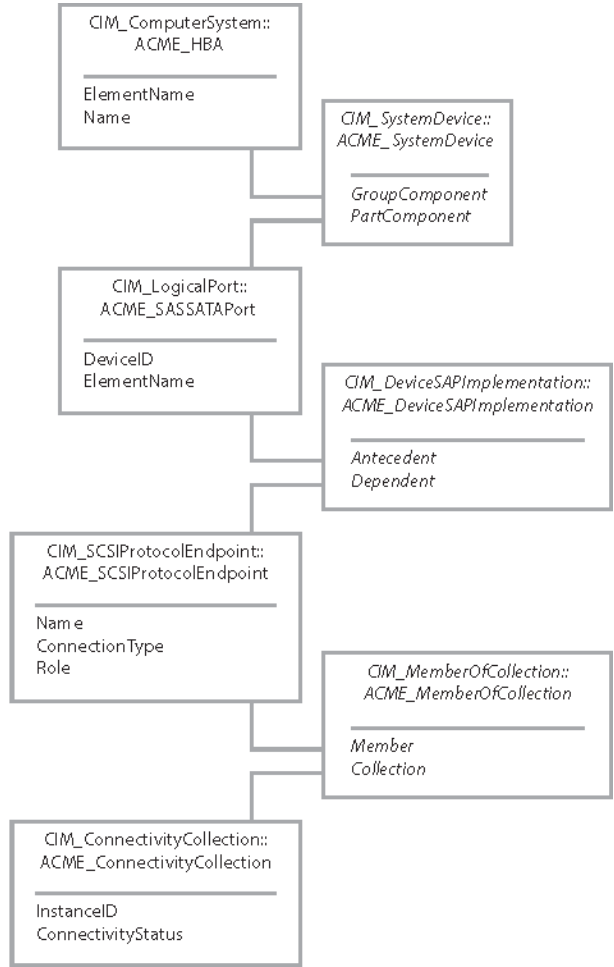 CIM_ComputerSystem::
ACME_HBA
ElementName
Name
CIM_SystemDevice::
ACME_SystemDevice
GroupComponent
PartComponent
CIM_LogicalPort::
ACME_SASSATAPort
DeviceID
ElementName
CIM_DeviceSAPImplementation::
ACME_DeviceSAPImplementation
Antecedent
Dependent
CIM_SCSIProtocolEndpoint::
ACME_SCSIProtocolEndpoint
Name
ConnectionType
Role
CIM_MemberOfCollection::
ACME_MemberOfCollection
Member
Collection
CIM_ConnectivityCollection::
ACME_ConnectivityCollection
InstanceID
ConnectivityStatus